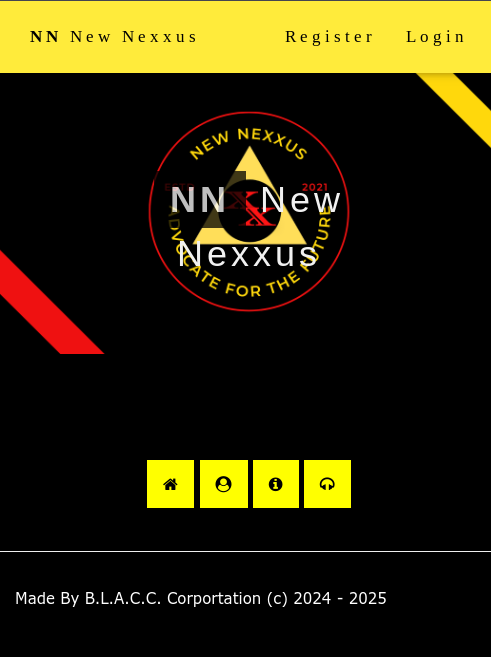 NN New Nexxus Register Login
NEW NEXXUS
2021
NN New
Nexxus
ADVOCATE FOR THE FUTURE
Made By B.L.A.C.C. Corportation (c) 2024 - 2025